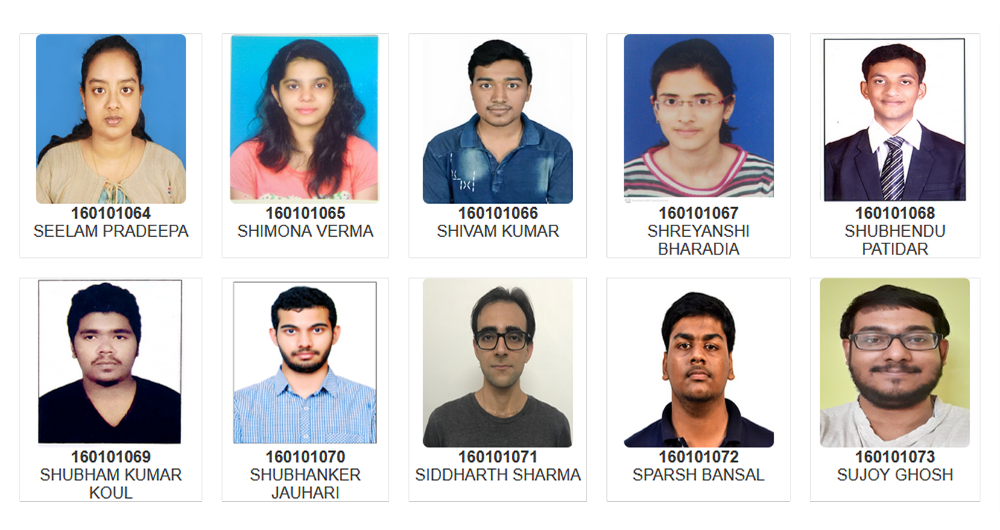 160101064
SEELAM PRADEEPA
160101065
SHIMONA VERMA
160101066
SHIVAM KUMAR
160101067
SHREYANSHI
BHARADIA
160101068
SHUBHENDU
PATIDAR
160101069
SHUBHAM KUMAR
KOUL
160101070
SHUBHANKER
JAUHARI
160101071
SIDDHARTH SHARMA
160101072
SPARSH BANSAL
160101073
SUJOY GHOSH